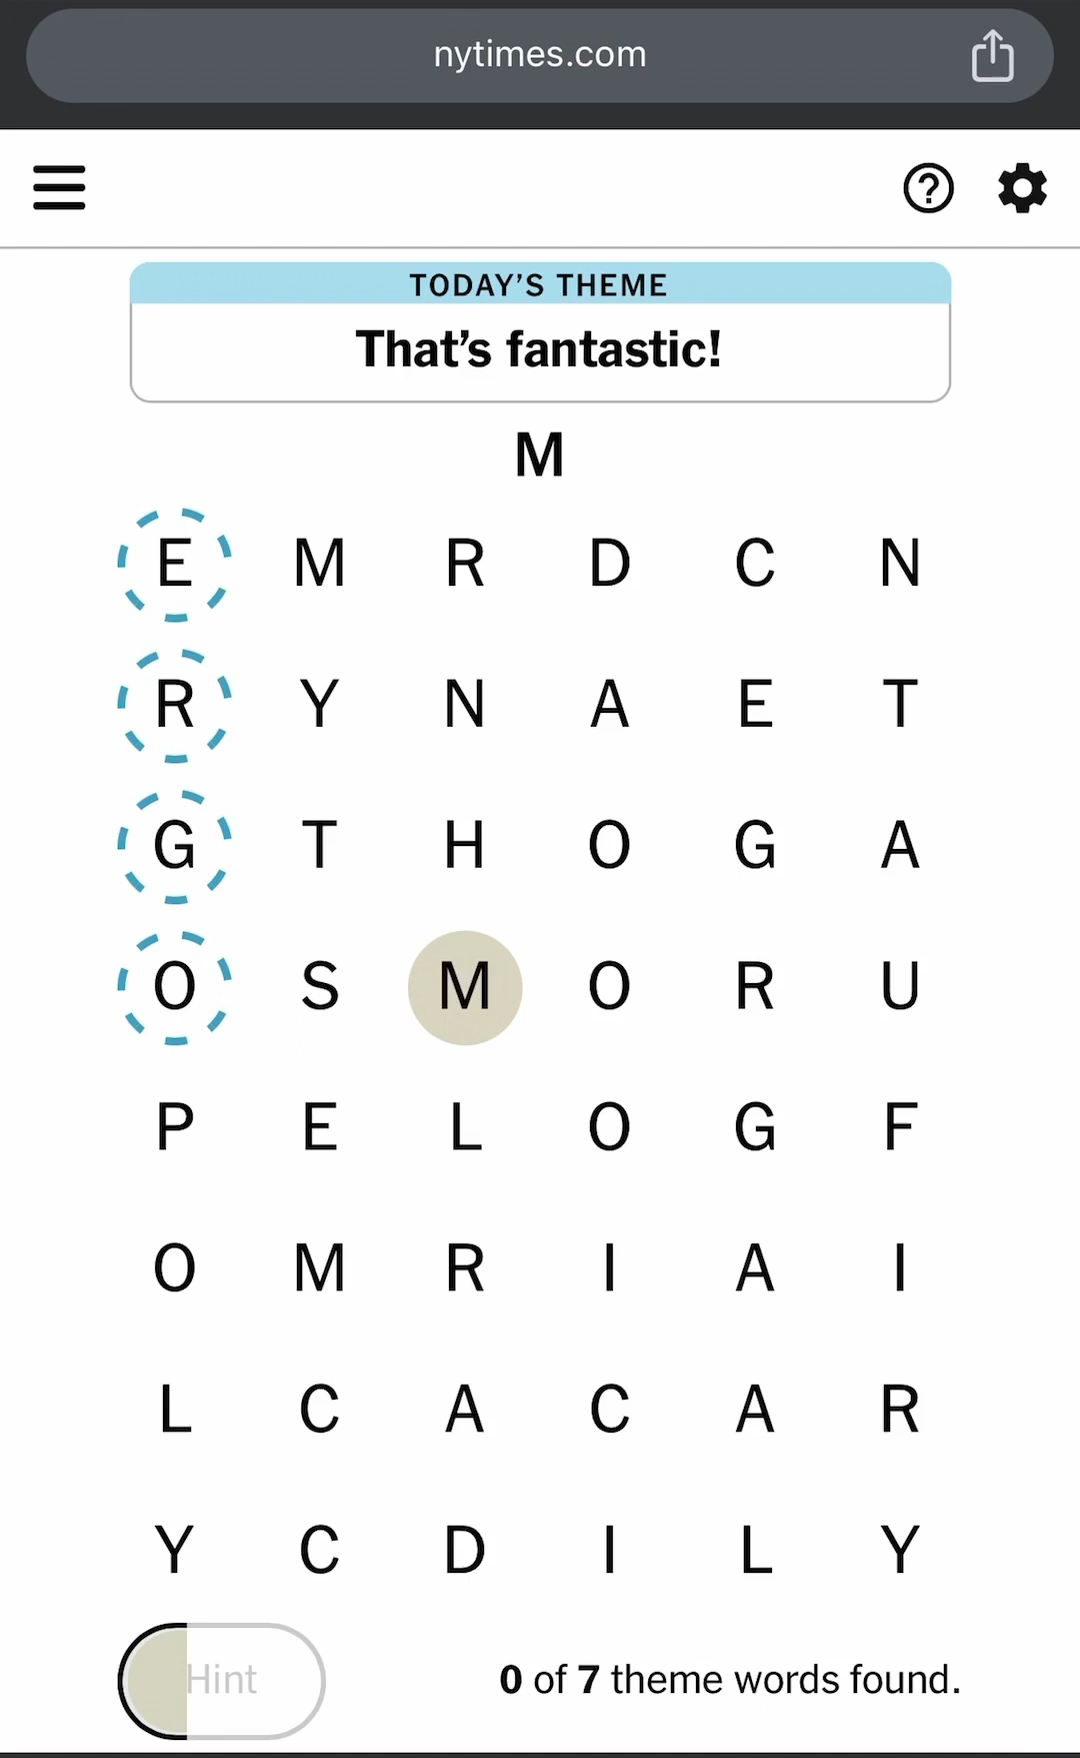 nytimes.com
TODAY’S THEME
That’s fantastic!
M
E M R D C N
R Y N A E T
G T H O G A
O S M O R U
P E L O G F
O M R I A I
L C A C A R
Y C D I L Y
Hint
0 of 7 theme words found.